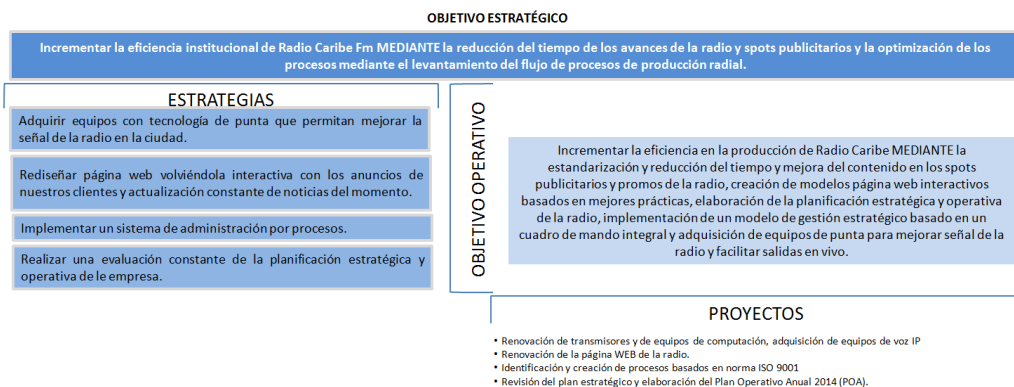 OBJETIVO ESTRATÉGICO
Incrementar la eficiencia institucional de Radio Caribe Fm MEDIANTE la reducción del tiempo de los avances de la radio y spots publicitarios y la optimización de los
procesos mediante el levantamiento del flujo de procesos de producción radial.
ESTRATEGIAS
Adquirir equipos con tecnología de punta que permitan mejorar la
señal de la radio en la ciudad.
Rediseñar página web volviéndola interactiva con los anuncios de
nuestros clientes y actualización constante de noticias del momento.
Implementar un sistema de administración por procesos.
Realizar una evaluación constante de la planificación estratégica y
operativa de le empresa.
OBJETIVO OPERATIVO
Incrementar la eficiencia en la producción de Radio Caribe MEDIANTE la
estandarización y reducción del tiempo y mejora del contenido en los spots
publicitarios y promos de la radio, creación de modelos página web interactivos
basados en mejores prácticas, elaboración de la planificación estratégica y operativa
de la radio, implementación de un modelo de gestión estratégico basado en un
cuadro de mando integral y adquisición de equipos de punta para mejorar señal de la
radio y facilitar salidas en vivo.
PROYECTOS
• Renovación de transmisores y de equipos de computación, adquisición de equipos de voz IP
• Renovación de la página WEB de la radio.
• Identificación y creación de procesos basados en norma ISO 9001
• Revisión del plan estratégico y elaboración del Plan Operativo Anual 2014 (POA).